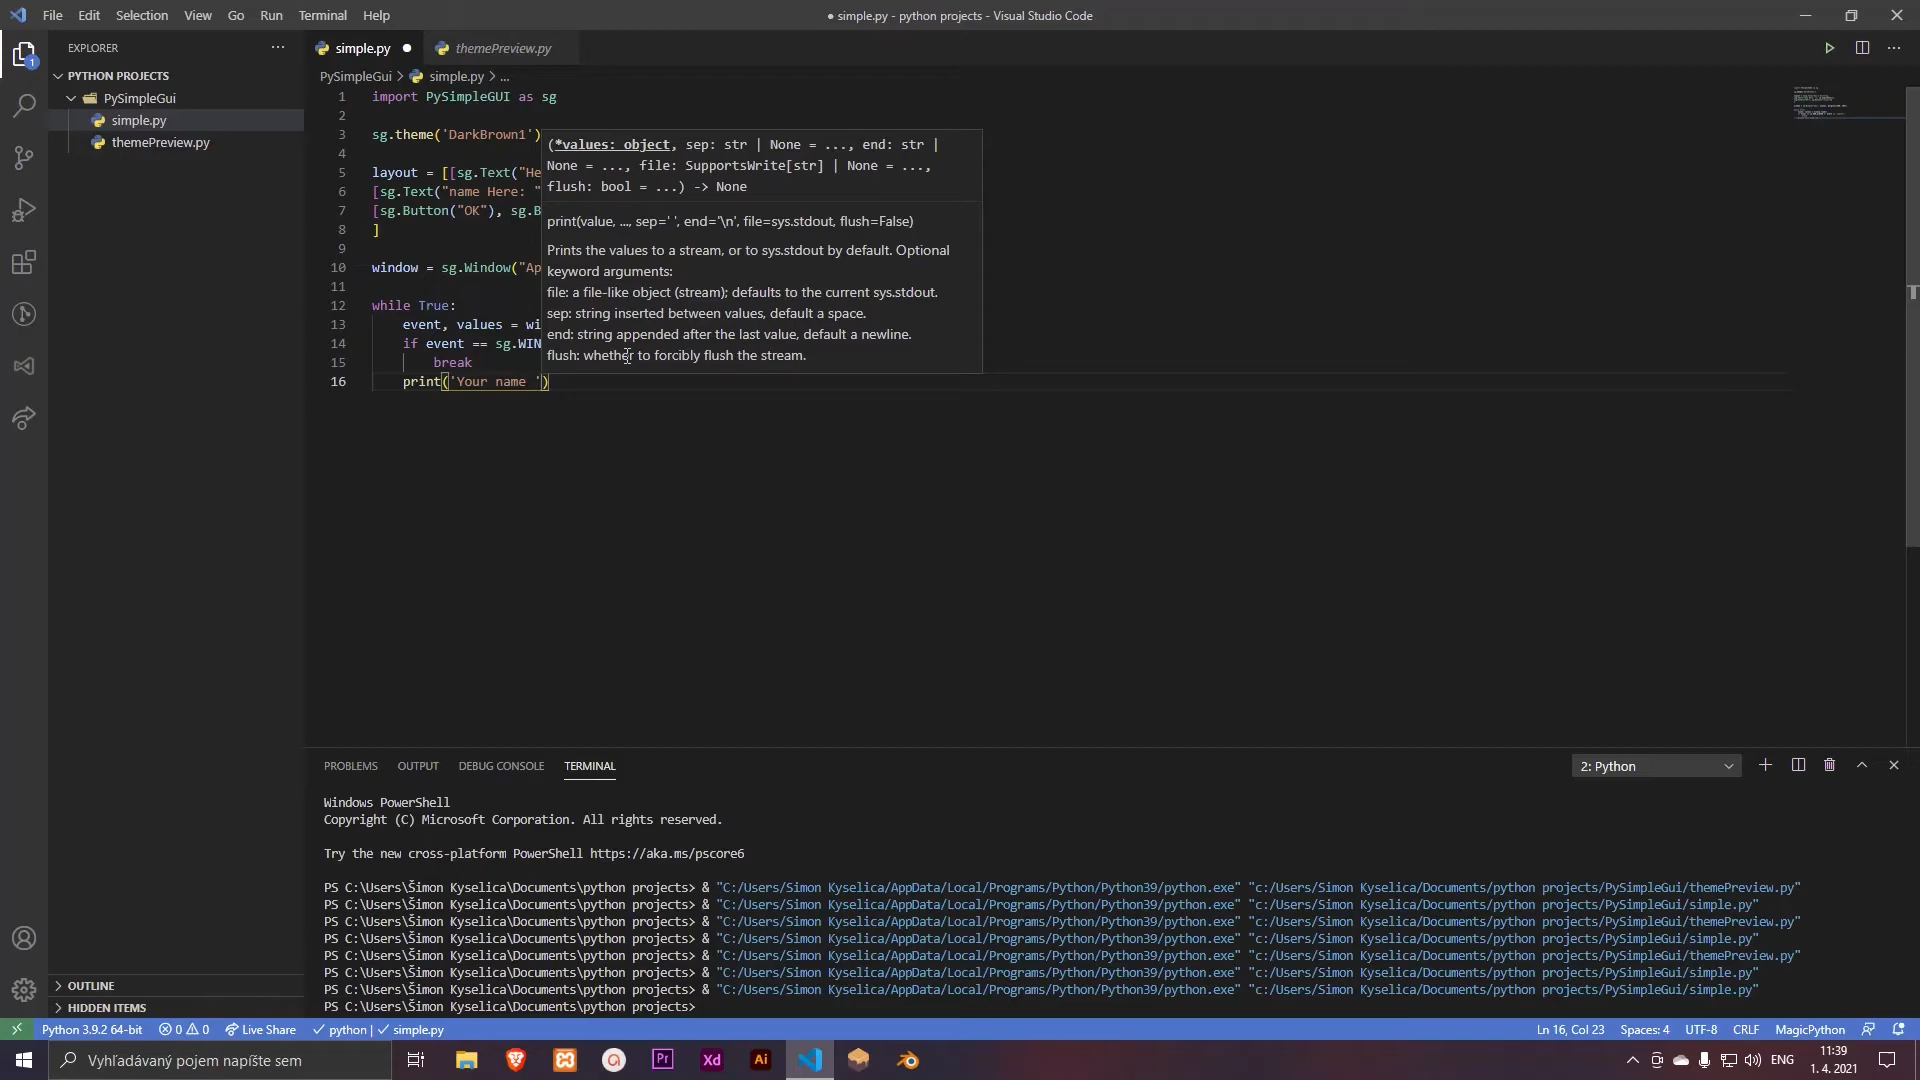 File Edit Selection View Go Run Terminal Help
● simple.py - python projects - Visual Studio Code
EXPLORER
simple.py
themePreview.py
1
PYTHON PROJECTS
PySimpleGui > simple.py > ...
PySimpleGui
simple.py
themePreview.py
1 import PySimpleGUI as sg
2
3 sg.theme('DarkBrown1')
4
5 layout = [[sg.Text("He
6 [sg.Text("name Here: "
7 [sg.Button("OK"), sg.B
8 ]
9
10 window = sg.Window("Ap
11
12 while True:
13 event, values = wi
14 if event == sg.WIN
15 break
16 print('Your name ')
(*values: object, sep: str | None = ..., end: str |
None = ..., file: SupportsWrite[str] | None = ...,
flush: bool = ...) -> None
print(value, ..., sep=' ', end='\n', file=sys.stdout, flush=False)
Prints the values to a stream, or to sys.stdout by default. Optional
keyword arguments:
file: a file-like object (stream); defaults to the current sys.stdout.
sep: string inserted between values, default a space.
end: string appended after the last value, default a newline.
flush: whether to forcibly flush the stream.
PROBLEMS OUTPUT DEBUG CONSOLE TERMINAL
2: Python
Windows PowerShell
Copyright (C) Microsoft Corporation. All rights reserved.
Try the new cross-platform PowerShell https://aka.ms/pscore6
PS C:\Users\Šimon Kyselica\Documents\python projects> & "C:/Users/Simon Kyselica/AppData/Local/Programs/Python/Python39/python.exe" "c:/Users/Simon Kyselica/Documents/python projects/PySimpleGui/themePreview.py"
PS C:\Users\Šimon Kyselica\Documents\python projects> & "C:/Users/Simon Kyselica/AppData/Local/Programs/Python/Python39/python.exe" "c:/Users/Simon Kyselica/Documents/python projects/PySimpleGui/simple.py"
PS C:\Users\Šimon Kyselica\Documents\python projects> & "C:/Users/Simon Kyselica/AppData/Local/Programs/Python/Python39/python.exe" "c:/Users/Simon Kyselica/Documents/python projects/PySimpleGui/themePreview.py"
PS C:\Users\Šimon Kyselica\Documents\python projects> & "C:/Users/Simon Kyselica/AppData/Local/Programs/Python/Python39/python.exe" "c:/Users/Simon Kyselica/Documents/python projects/PySimpleGui/simple.py"
PS C:\Users\Šimon Kyselica\Documents\python projects> & "C:/Users/Simon Kyselica/AppData/Local/Programs/Python/Python39/python.exe" "c:/Users/Simon Kyselica/Documents/python projects/PySimpleGui/themePreview.py"
PS C:\Users\Šimon Kyselica\Documents\python projects> & "C:/Users/Simon Kyselica/AppData/Local/Programs/Python/Python39/python.exe" "c:/Users/Simon Kyselica/Documents/python projects/PySimpleGui/simple.py"
PS C:\Users\Šimon Kyselica\Documents\python projects> & "C:/Users/Simon Kyselica/AppData/Local/Programs/Python/Python39/python.exe" "c:/Users/Simon Kyselica/Documents/python projects/PySimpleGui/simple.py"
PS C:\Users\Šimon Kyselica\Documents\python projects>
OUTLINE
HIDDEN ITEMS
Python 3.9.2 64-bit 0 0 Live Share ✓ python | ✓ simple.py
Ln 16, Col 23 Spaces: 4 UTF-8 CRLF MagicPython
Vyhľadávaný pojem napíšte sem
Pr Xd Ai
ENG
11:39
1. 4. 2021